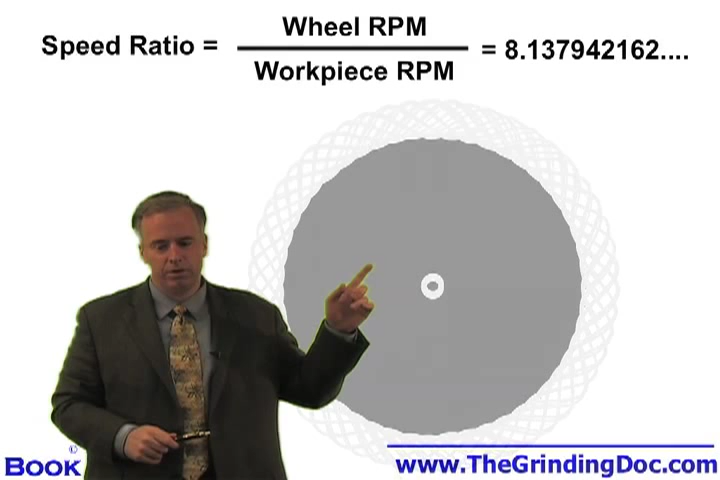 Speed Ratio = Wheel RPM / Workpiece RPM = 8.137942162....
©
BOOK
www.TheGrindingDoc.com